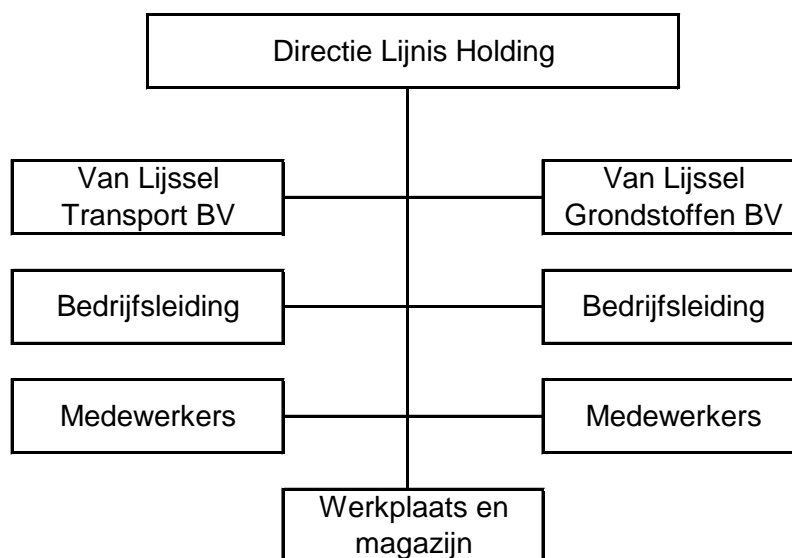 Directie Lijnis Holding
Van Lijssel
Transport BV
Van Lijssel
Grondstoffen BV
Bedrijfsleiding
Bedrijfsleiding
Medewerkers
Medewerkers
Werkplaats en
magazijn